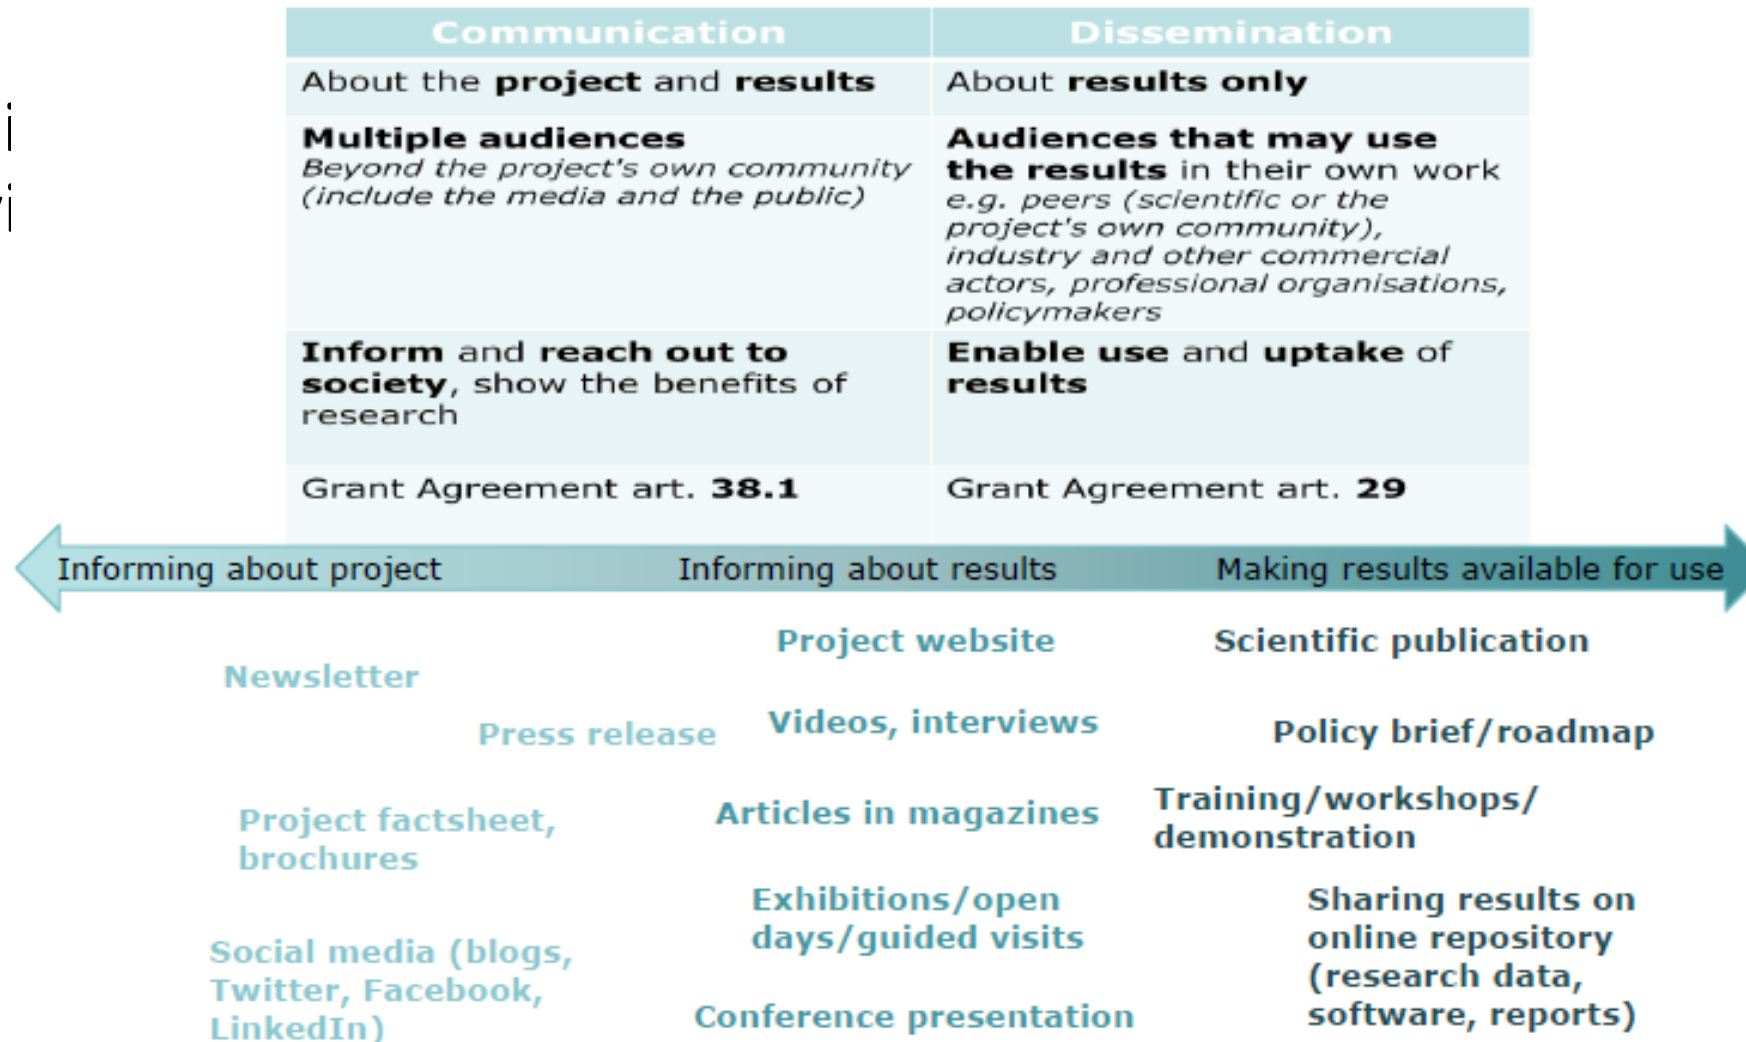 Communication
Dissemination
About the project and results
About results only
Multiple audiences
Beyond the project's own community
(include the media and the public)
Audiences that may use
the results in their own work
e.g. peers (scientific or the
project's own community),
industry and other commercial
actors, professional organisations,
policymakers
Inform and reach out to
society, show the benefits of
research
Enable use and uptake of
results
Grant Agreement art. 38.1
Grant Agreement art. 29
Informing about project
Informing about results
Making results available for use
Newsletter
Press release
Project factsheet,
brochures
Social media (blogs,
Twitter, Facebook,
LinkedIn)
Project website
Videos, interviews
Articles in magazines
Exhibitions/open
days/guided visits
Conference presentation
Scientific publication
Policy brief/roadmap
Training/workshops/
demonstration
Sharing results on
online repository
(research data,
software, reports)